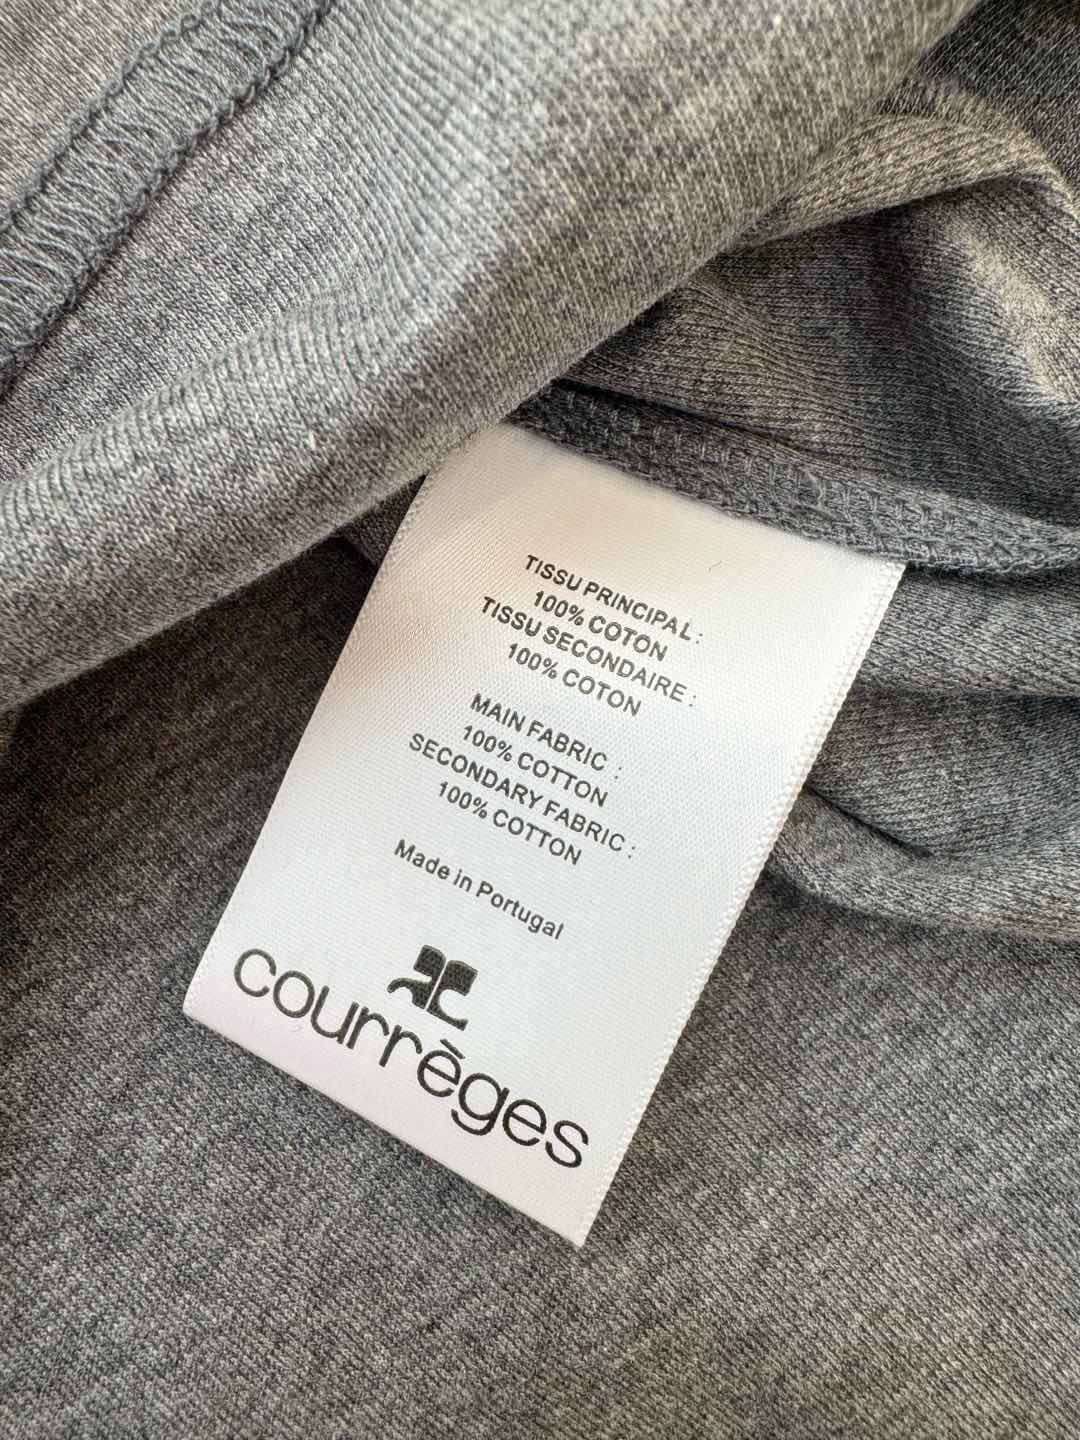 TISSU PRINCIPAL :
100% COTON
TISSU SECONDAIRE :
100% COTON
MAIN FABRIC :
100% COTTON
SECONDARY FABRIC :
100% COTTON
Made in Portugal
courrèges